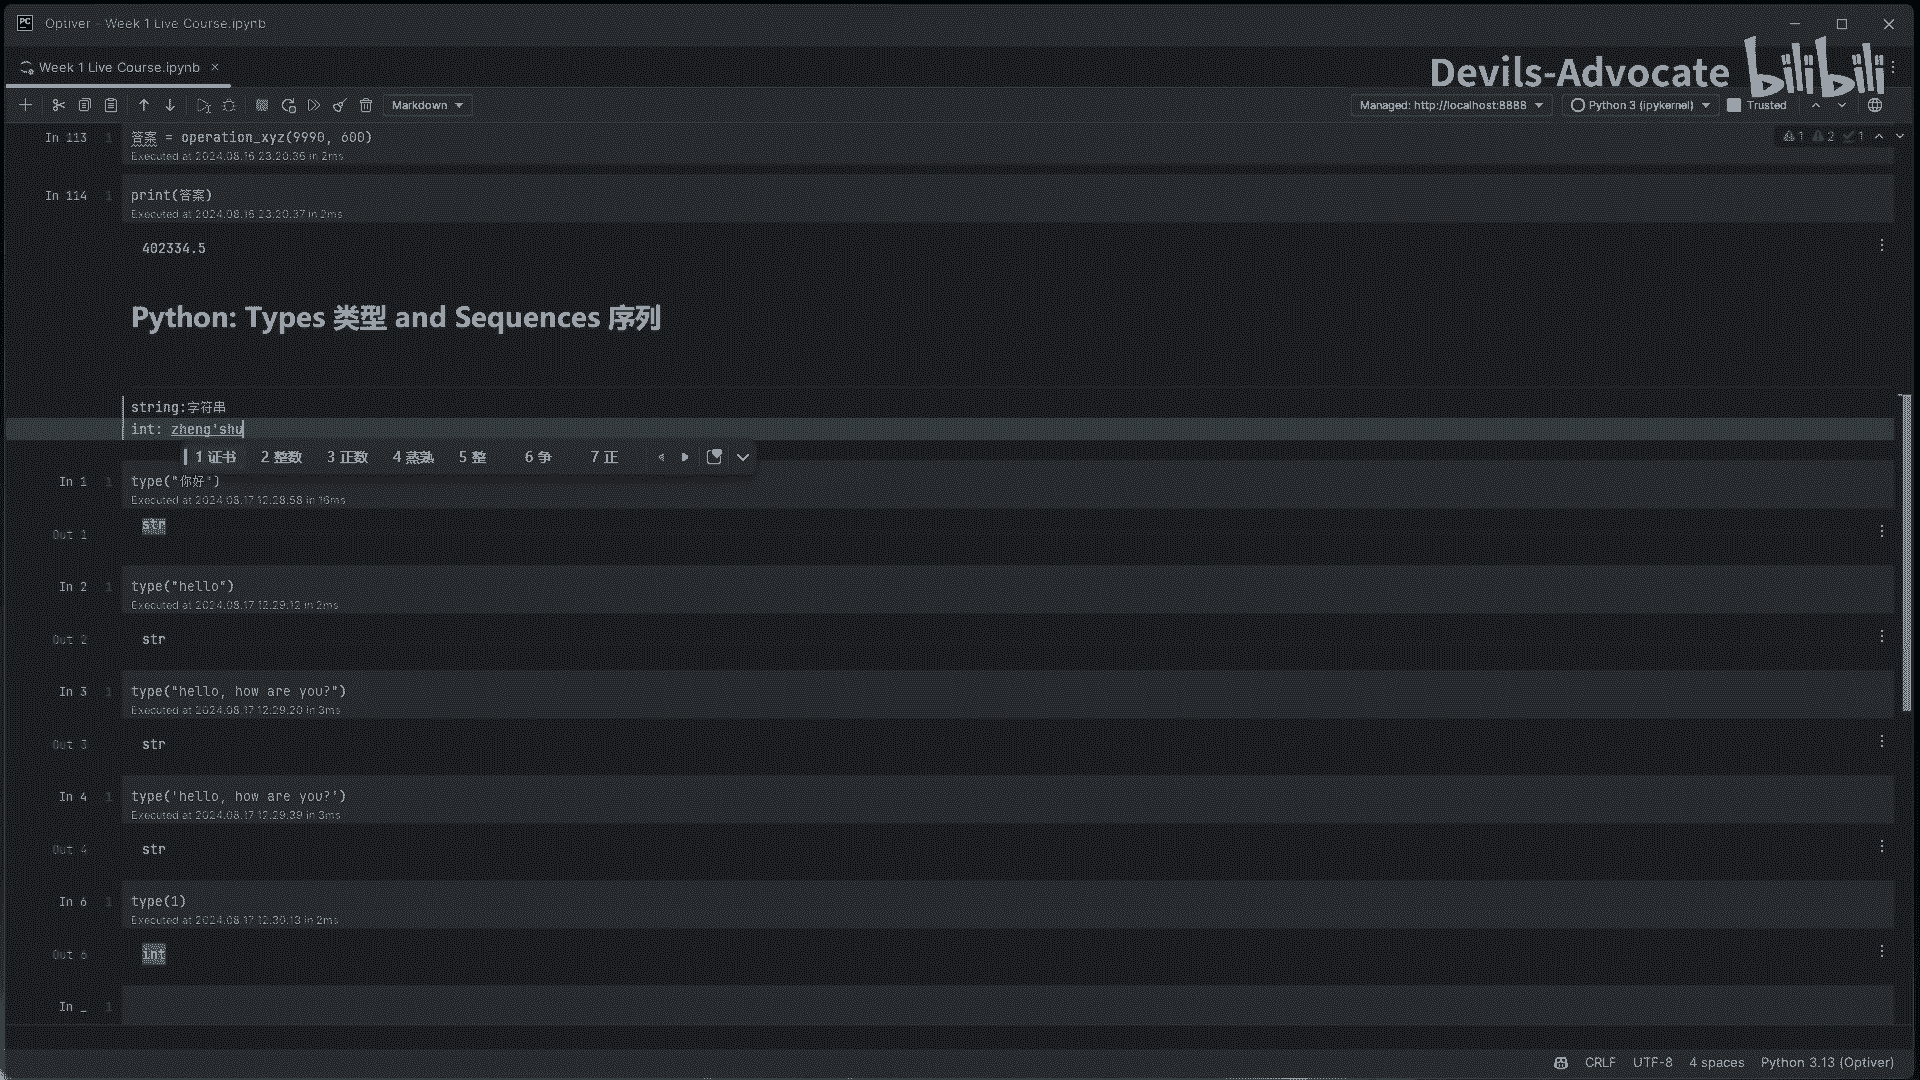 Optiver – Week 1 Live Course.ipynb
Week 1 Live Course.ipynb
Devils-Advocate bilibili
Markdown
Managed: http://localhost:8888
Python 3 (ipykernel)
Trusted
In 113 1 答案 = operation_xyz(9990, 600)
1 2 1
Executed at 2024.08.16 23:20:36 in 2ms
In 114 1 print(答案)
Executed at 2024.08.16 23:20:37 in 2ms
402334.5
Python: Types 类型 and Sequences 序列
string:字符串
int: zheng'shu
1 证书 2 整数 3 正数 4 蒸熟 5 整 6 争 7 正
In 1 1 type("你好")
Executed at 2024.08.17 12:28:58 in 16ms
Out 1 str
In 2 1 type("hello")
Executed at 2024.08.17 12:29:12 in 2ms
Out 2 str
In 3 1 type("hello, how are you?")
Executed at 2024.08.17 12:29:20 in 3ms
Out 3 str
In 4 1 type('hello, how are you?')
Executed at 2024.08.17 12:29:39 in 3ms
Out 4 str
In 6 1 type(1)
Executed at 2024.08.17 12:30:13 in 2ms
Out 6 int
In _ 1
CRLF UTF-8 4 spaces Python 3.13 (Optiver)